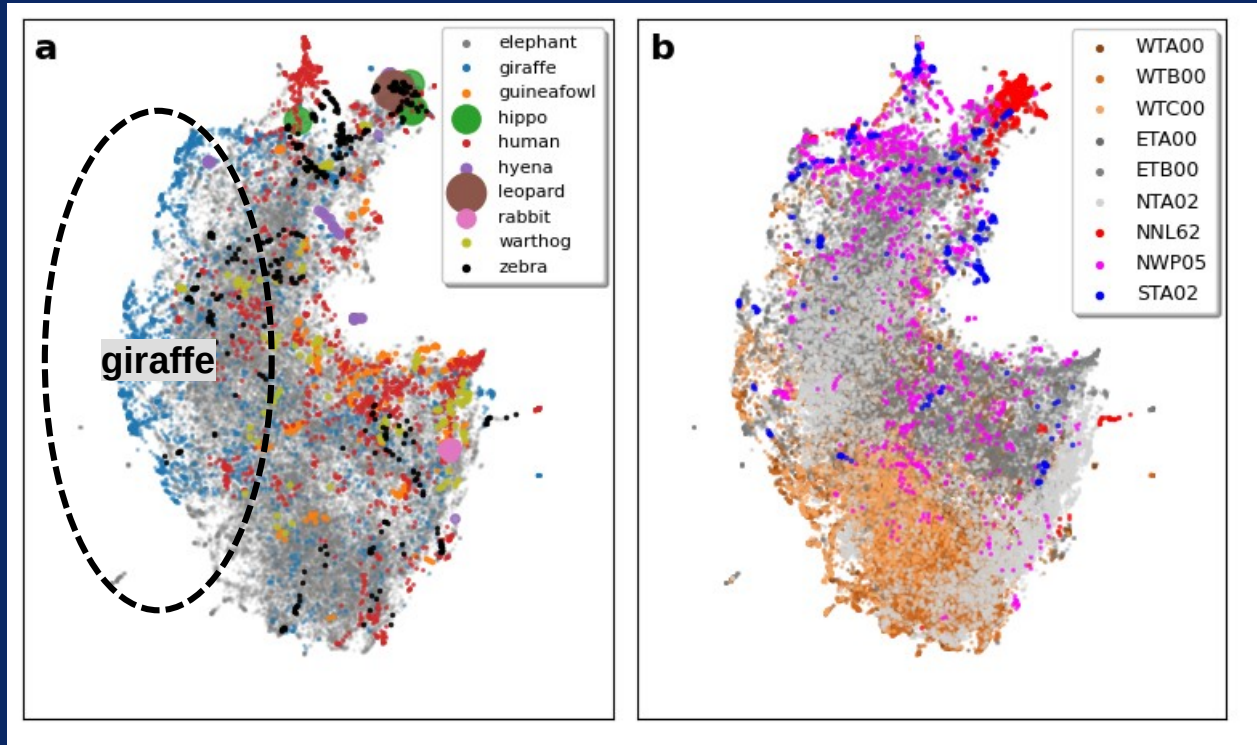 a
elephant
giraffe
guineafowl
hippo
human
hyena
leopard
rabbit
warthog
zebra
giraffe
b
WTA00
WTB00
WTC00
ETA00
ETB00
NTA02
NNL62
NWP05
STA02